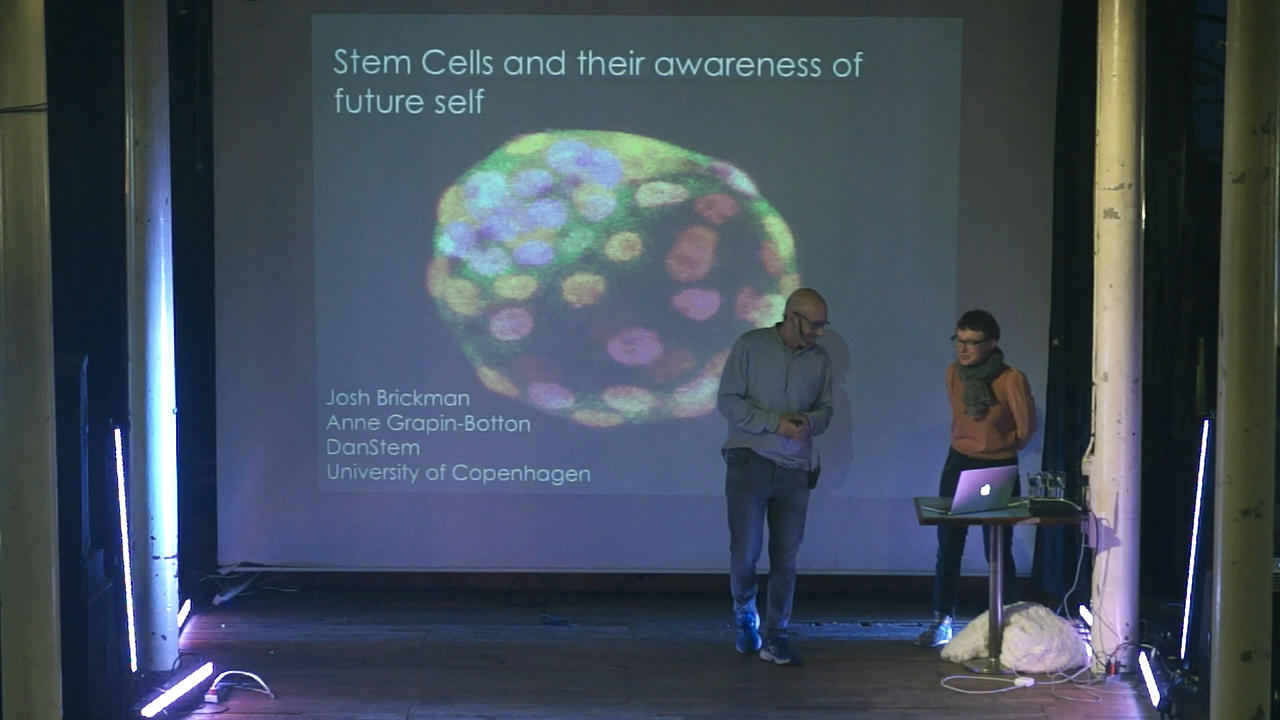 Stem Cells and their awareness of
future self
Josh Brickman
Anne Grapin-Botton
DanStem
University of Copenhagen